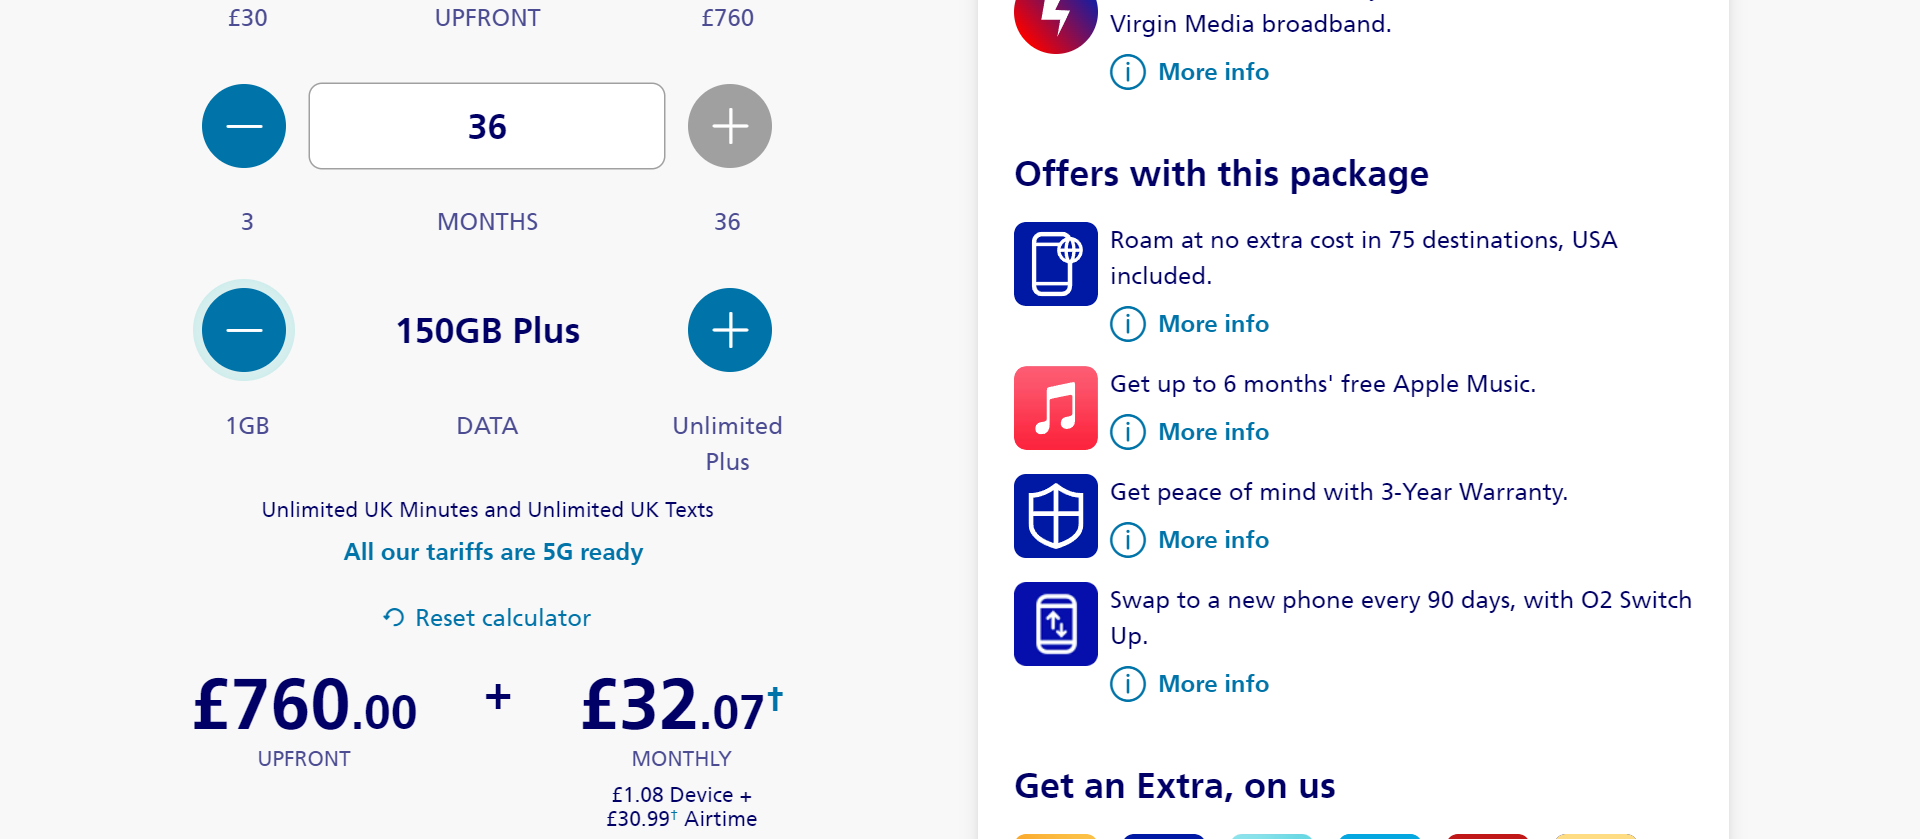 £30 UPFRONT £760
36
3 MONTHS 36
150GB Plus
1GB DATA Unlimited
Plus
Unlimited UK Minutes and Unlimited UK Texts
All our tariffs are 5G ready
Reset calculator
£760.00 + £32.07†
UPFRONT MONTHLY
£1.08 Device +
£30.99† Airtime
Virgin Media broadband.
More info
Offers with this package
Roam at no extra cost in 75 destinations, USA
included.
More info
Get up to 6 months' free Apple Music.
More info
Get peace of mind with 3-Year Warranty.
More info
Swap to a new phone every 90 days, with O2 Switch
Up.
More info
Get an Extra, on us